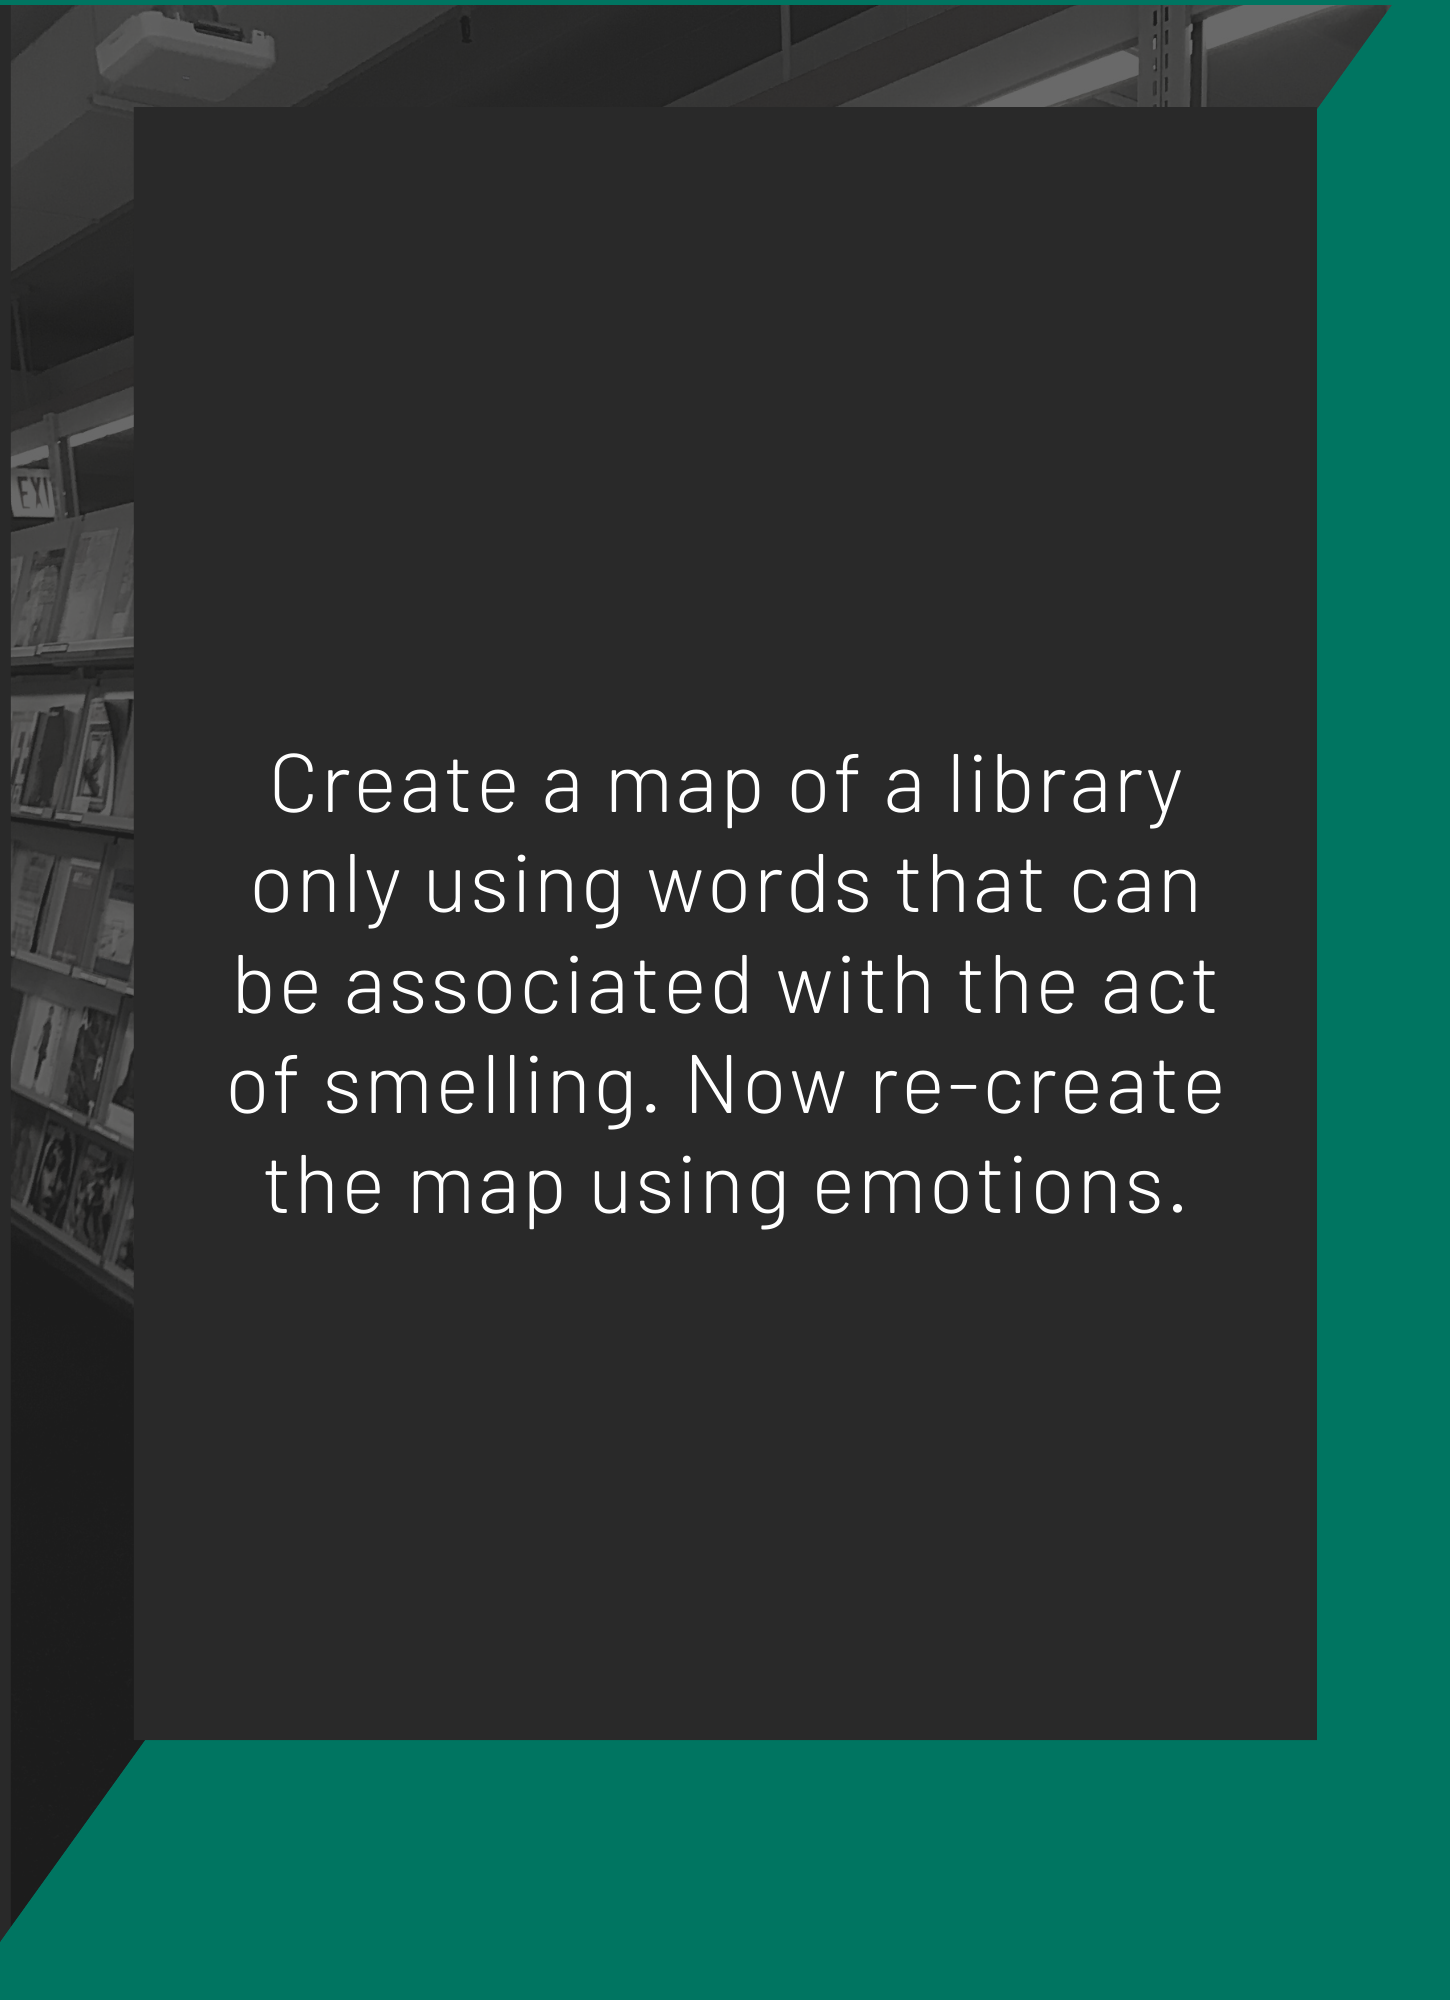 EXI
Create a map of a library
only using words that can
be associated with the act
of smelling. Now re-create
the map using emotions.